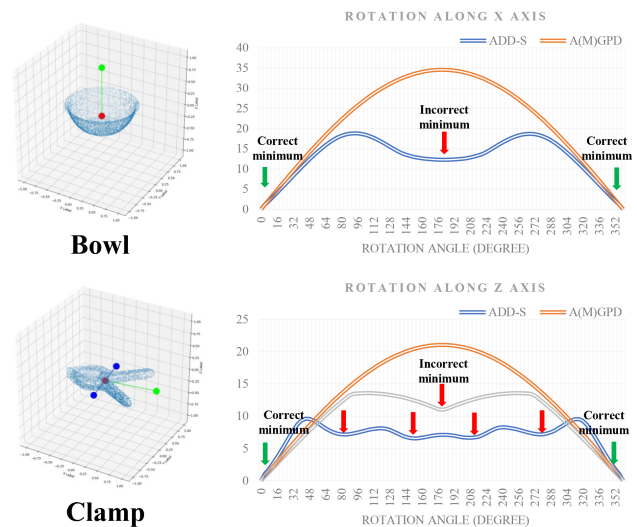 ROTATION ALONG X AXIS
ADD-S A(M)GPD
40
35
30
25
20
15
10
5
0
Correct
minimum
Incorrect
minimum
Correct
minimum
0 16 32 48 64 80 96 112 128 144 160 176 192 208 224 240 256 272 288 304 320 336 352
ROTATION ANGLE (DEGREE)
Bowl
ROTATION ALONG Z AXIS
ADD-S A(M)GPD
25
20
15
10
5
0
Correct
minimum
Incorrect
minimum
Correct
minimum
0 16 32 48 64 80 96 112 128 144 160 176 192 208 224 240 256 272 288 304 320 336 352
ROTATION ANGLE (DEGREE)
Clamp